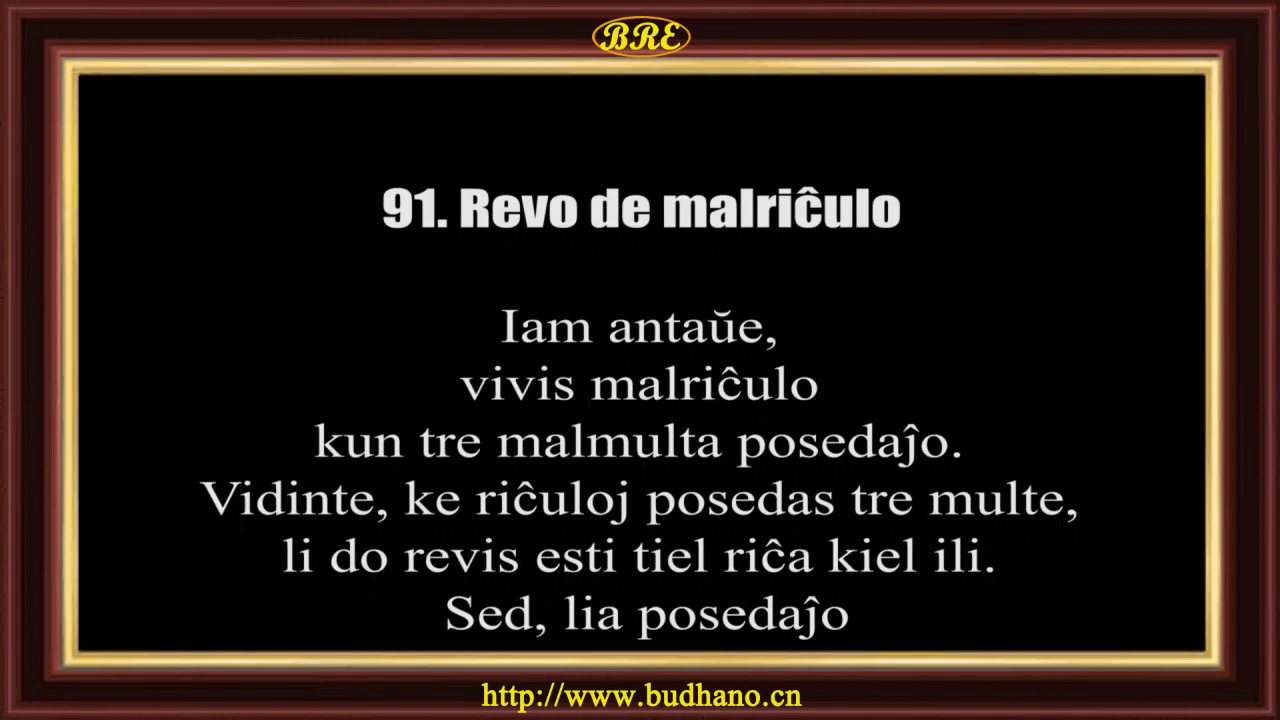 BRE
91. Revo de malriĉulo
Iam antaŭe,
vivis malriĉulo
kun tre malmulta posedaĵo.
Vidinte, ke riĉuloj posedas tre multe,
li do revis esti tiel riĉa kiel ili.
Sed, lia posedaĵo
http://www.budhano.cn